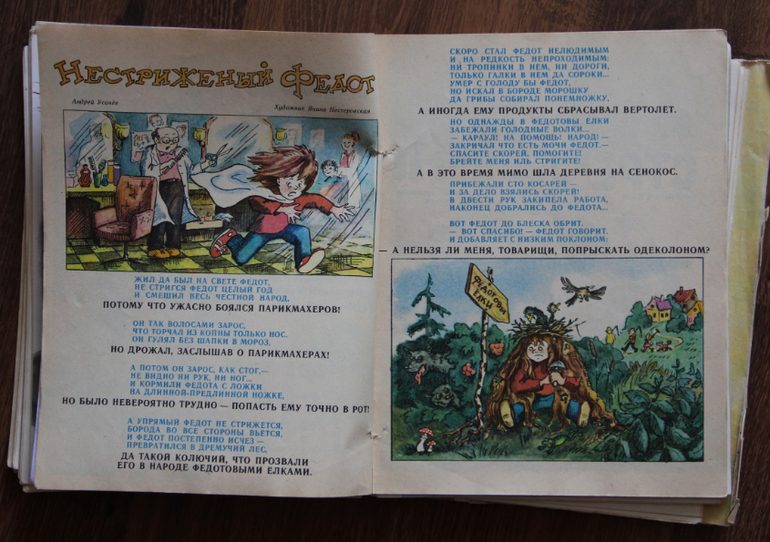 НЕСТРИЖЕНЫЙ ФЕДОТ
Андрей Усачёв
Художник Янина Нестеровская
ЖИЛ ДА БЫЛ НА СВЕТЕ ФЕДОТ,
НЕ СТРИГСЯ ФЕДОТ ЦЕЛЫЙ ГОД
И СМЕШИЛ ВЕСЬ ЧЕСТНОЙ НАРОД,
ПОТОМУ ЧТО УЖАСНО БОЯЛСЯ ПАРИКМАХЕРОВ!
ОН ТАК ВОЛОСАМИ ЗАРОС,
ЧТО ТОРЧАЛ ИЗ КОПНЫ ТОЛЬКО НОС.
ОН ГУЛЯЛ БЕЗ ШАПКИ В МОРОЗ,
НО ДРОЖАЛ, ЗАСЛЫШАВ О ПАРИКМАХЕРАХ!
А ПОТОМ ОН ЗАРОС, КАК СТОГ,—
НЕ ВИДНО НИ РУК, НИ НОГ...
И КОРМИЛИ ФЕДОТА С ЛОЖКИ
НА ДЛИННОЙ-ПРЕДЛИННОЙ НОЖКЕ,
НО БЫЛО НЕВЕРОЯТНО ТРУДНО — ПОПАСТЬ ЕМУ ТОЧНО В РОТ!
А УПРЯМЫЙ ФЕДОТ НЕ СТРИЖЕТСЯ,
БОРОДА ВО ВСЕ СТОРОНЫ ВЬЕТСЯ,
И ФЕДОТ ПОСТЕПЕННО ИСЧЕЗ —
ПРЕВРАТИЛСЯ В ДРЕМУЧИЙ ЛЕС,
ДА ТАКОЙ КОЛЮЧИЙ, ЧТО ПРОЗВАЛИ
ЕГО В НАРОДЕ ФЕДОТОВЫМИ ЕЛКАМИ.
СКОРО СТАЛ ФЕДОТ НЕЛЮДИМЫМ
И НА РЕДКОСТЬ НЕПРОХОДИМЫМ:
НИ ТРОПИНКИ В НЕМ, НИ ДОРОГИ,
ТОЛЬКО ГАЛКИ В НЕМ ДА СОРОКИ...
УМЕР С ГОЛОДУ БЫ ФЕДОТ,
НО ИСКАЛ В БОРОДЕ МОРОШКУ
ДА ГРИБЫ СОБИРАЛ ПОНЕМНОЖКУ,
А ИНОГДА ЕМУ ПРОДУКТЫ СБРАСЫВАЛ ВЕРТОЛЕТ.
НО ОДНАЖДЫ В ФЕДОТОВЫ ЕЛКИ
ЗАБЕЖАЛИ ГОЛОДНЫЕ ВОЛКИ...
— КАРАУЛ! НА ПОМОЩЬ! НАРОД! —
ЗАКРИЧАЛ ЧТО ЕСТЬ МОЧИ ФЕДОТ.—
СПАСИТЕ СКОРЕЙ, ПОМОГИТЕ!
БРЕЙТЕ МЕНЯ ИЛЬ СТРИГИТЕ!
А В ЭТО ВРЕМЯ МИМО ШЛА ДЕРЕВНЯ НА СЕНОКОС.
ПРИБЕЖАЛИ СТО КОСАРЕЙ —
И ЗА ДЕЛО ВЗЯЛИСЬ СКОРЕЙ!
В ДВЕСТИ РУК ЗАКИПЕЛА РАБОТА,
НАКОНЕЦ ДОБРАЛИСЬ ДО ФЕДОТА...
ВОТ ФЕДОТ ДО БЛЕСКА ОБРИТ.
— ВОТ СПАСИБО! — ФЕДОТ ГОВОРИТ.
И ДОБАВЛЯЕТ С НИЗКИМ ПОКЛОНОМ:
— А НЕЛЬЗЯ ЛИ МЕНЯ, ТОВАРИЩИ, ПОПРЫСКАТЬ ОДЕКОЛОНОМ?
ФЕДОТОВЫ
ЕЛКИ